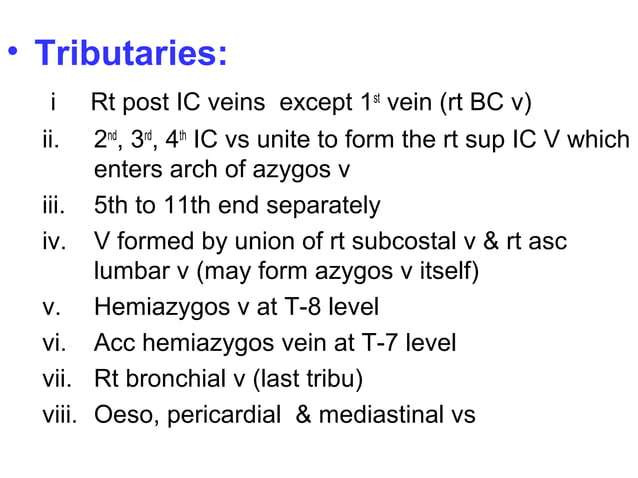 • Tributaries:
i Rt post IC veins except 1st vein (rt BC v)
ii. 2nd, 3rd, 4th IC vs unite to form the rt sup IC V which
enters arch of azygos v
iii. 5th to 11th end separately
iv. V formed by union of rt subcostal v & rt asc
lumbar v (may form azygos v itself)
v. Hemiazygos v at T-8 level
vi. Acc hemiazygos vein at T-7 level
vii. Rt bronchial v (last tribu)
viii. Oeso, pericardial & mediastinal vs